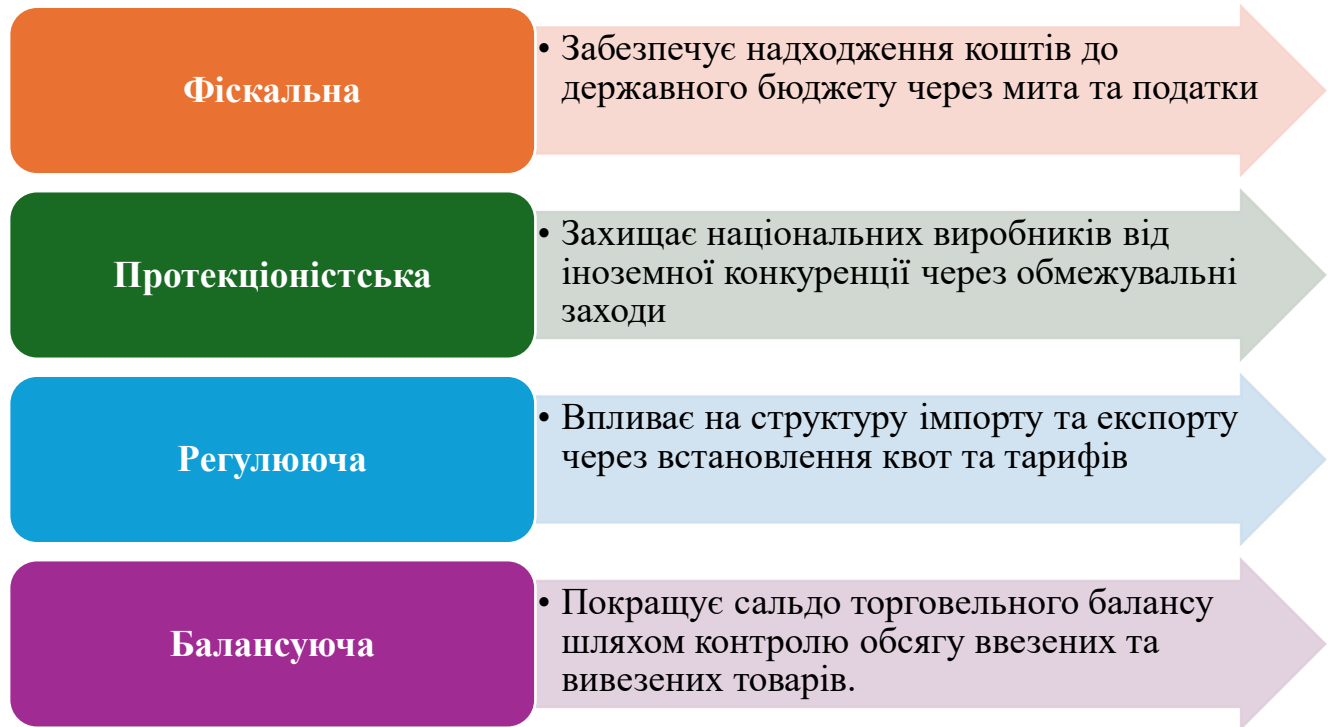 Фіскальна
• Забезпечує надходження коштів до
державного бюджету через мита та податки
Протекціоністська
• Захищає національних виробників від
іноземної конкуренції через обмежувальні
заходи
Регулююча
• Впливає на структуру імпорту та експорту
через встановлення квот та тарифів
Балансуюча
• Покращує сальдо торговельного балансу
шляхом контролю обсягу ввезених та
вивезених товарів.